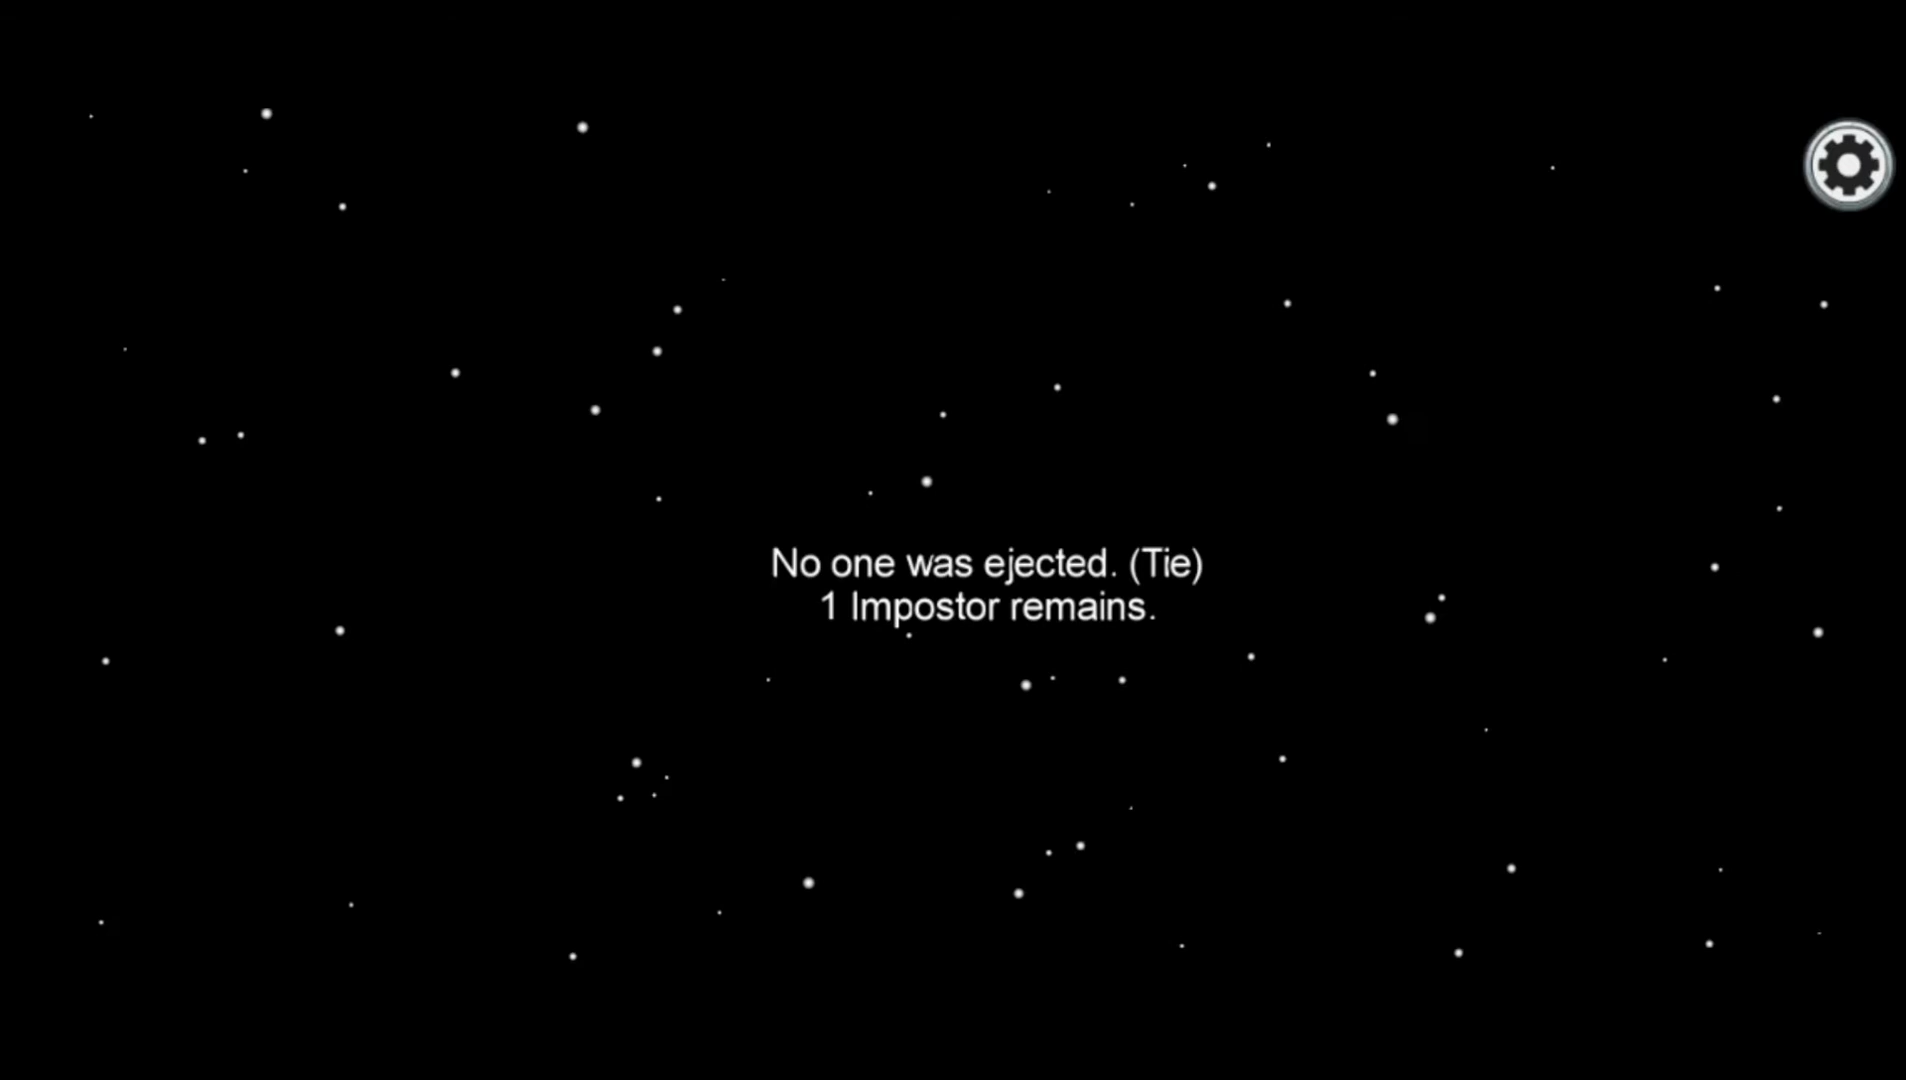 No one was ejected. (Tie)
1 Impostor remains.